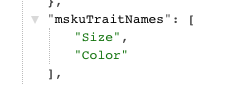 },
"mskuTraitNames": [
"Size",
"Color"
],